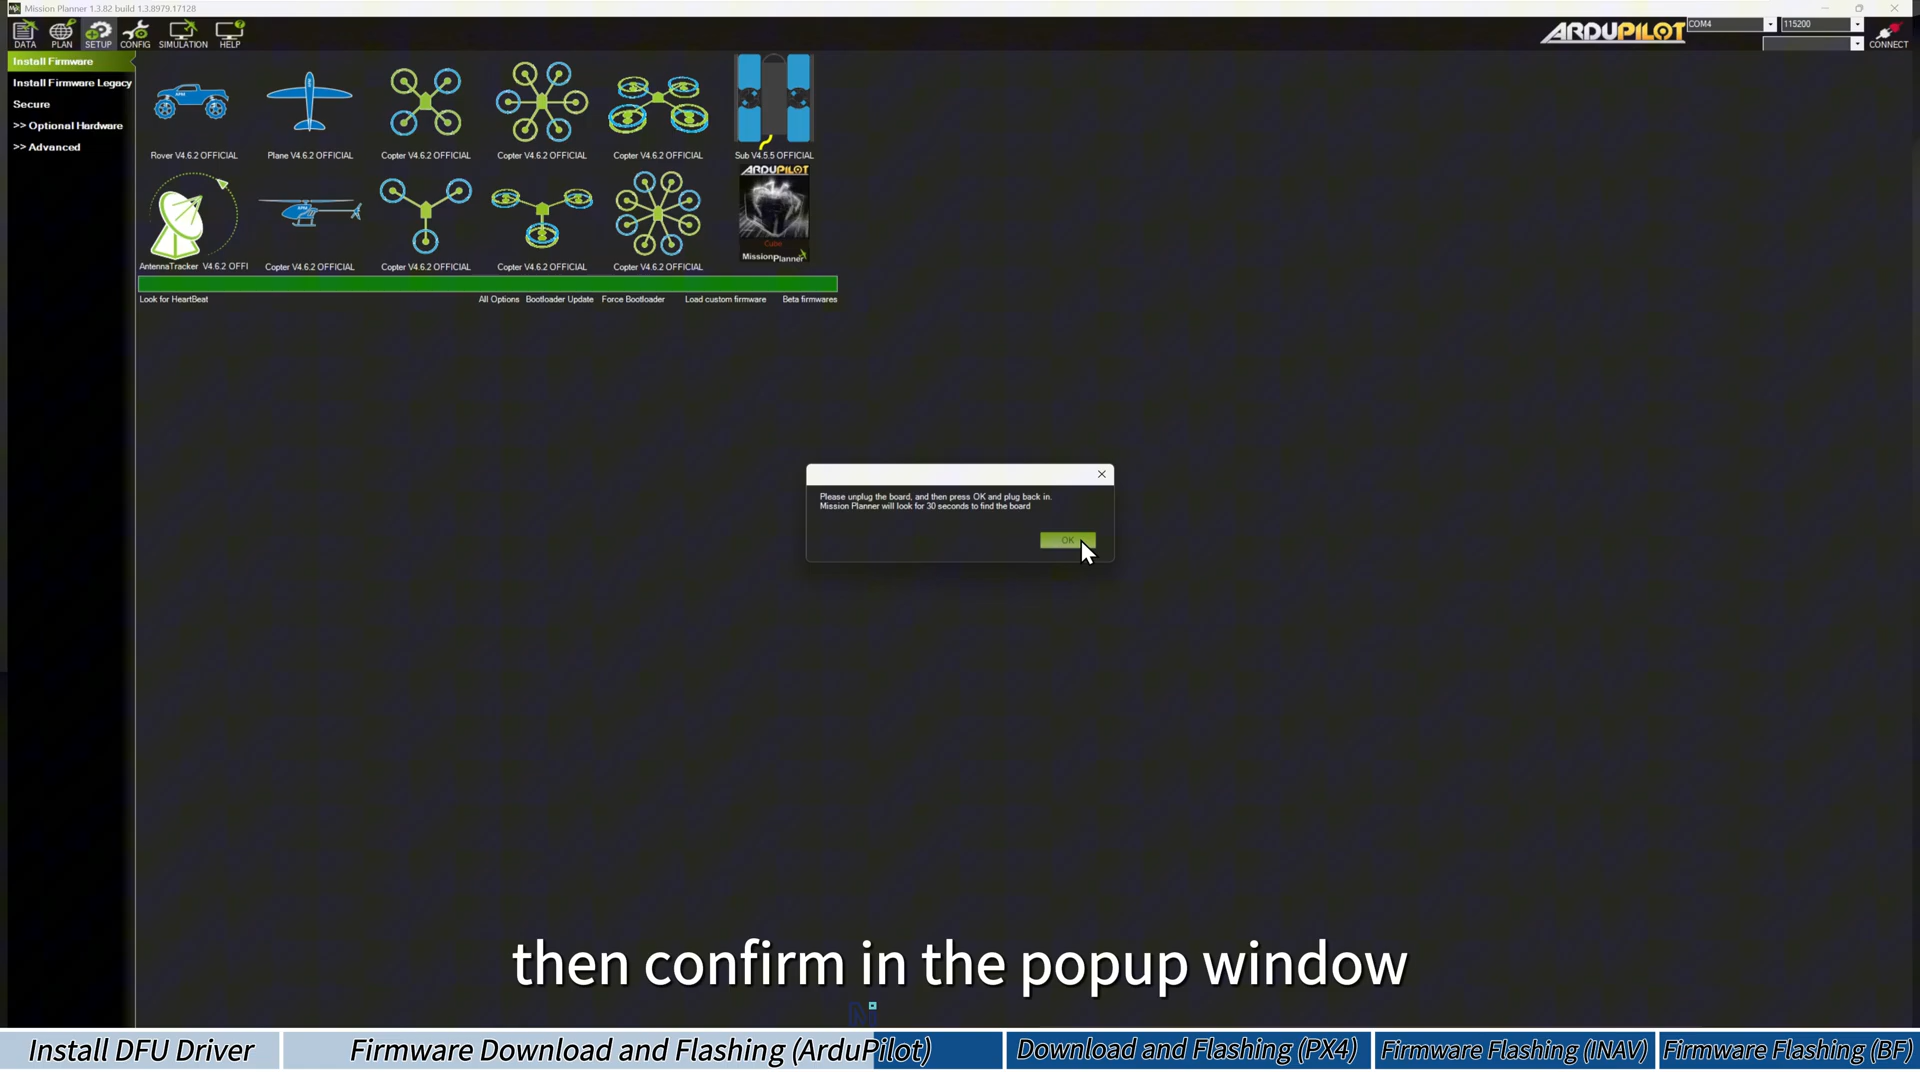 Mission Planner 1.3.82 build 1.3.8979.17128
DATA
PLAN
SETUP
CONFIG
SIMULATION
HELP
ARDUPILOT
COM4
115200
CONNECT
Install Firmware
Install Firmware Legacy
Secure
>> Optional Hardware
>> Advanced
Rover V4.6.2 OFFICIAL
Plane V4.6.2 OFFICIAL
Copter V4.6.2 OFFICIAL
Copter V4.6.2 OFFICIAL
Copter V4.6.2 OFFICIAL
Sub V4.5.5 OFFICIAL
ARDUPILOT
Cube
MissionPlanner
AntennaTracker V4.6.2 OFFI
Copter V4.6.2 OFFICIAL
Copter V4.6.2 OFFICIAL
Copter V4.6.2 OFFICIAL
Copter V4.6.2 OFFICIAL
Look for HeartBeat
All Options
Bootloader Update
Force Bootloader
Load custom firmware
Beta firmwares
Please unplug the board, and then press OK and plug back in.
Mission Planner will look for 30 seconds to find the board
OK
then confirm in the popup window
Install DFU Driver
Firmware Download and Flashing (ArduPilot)
Download and Flashing (PX4)
Firmware Flashing (INAV)
Firmware Flashing (BF)